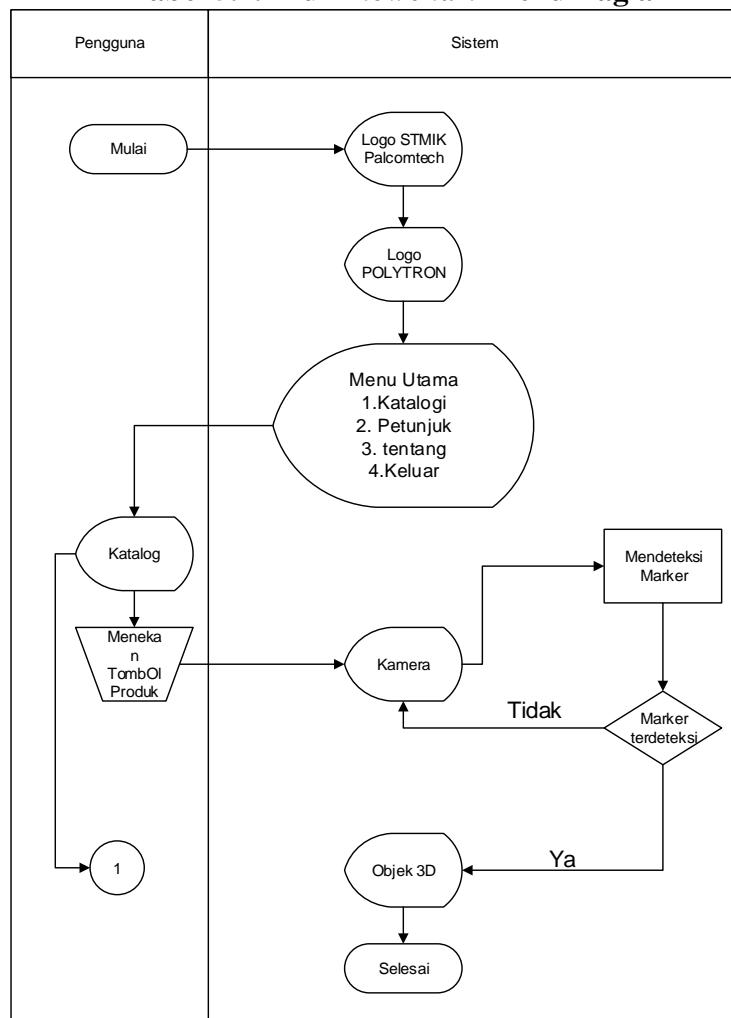 Pengguna
Sistem
Mulai
Logo STMIK
Palcomtech
Logo
POLYTRON
Menu Utama
1.Katalogi
2. Petunjuk
3. tentang
4.Keluar
Katalog
Mendeteksi
Marker
Meneka
n
TombOl
Produk
Kamera
Tidak
Marker
terdeteksi
1
Objek 3D
Ya
Selesai